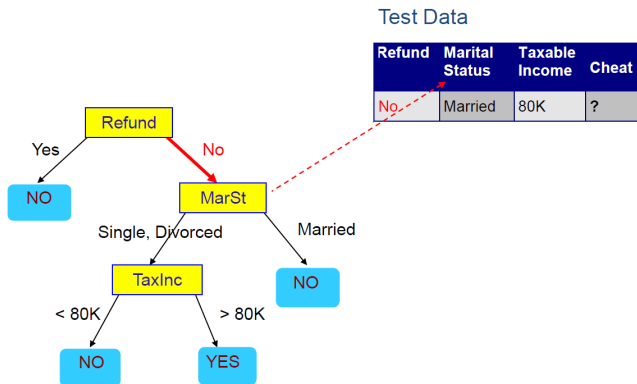 Test Data
Refund Marital Status Taxable Income Cheat
No Married 80K ?
Refund
Yes No
NO MarSt
Single, Divorced Married
TaxInc NO
< 80K > 80K
NO YES